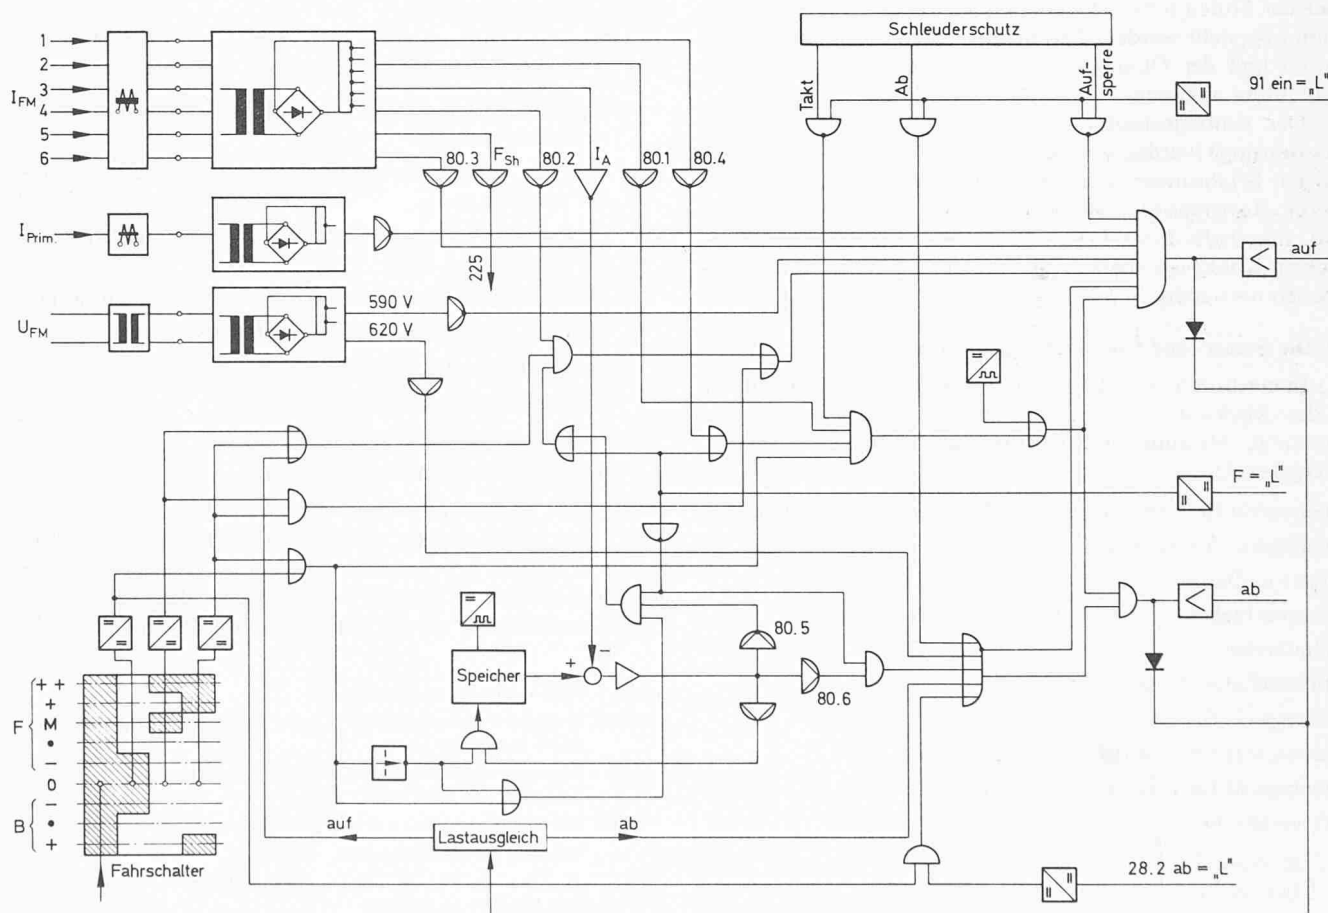 Schleuderschutz
Takt
Ab
Auf-
sperre
91 ein = „L"
1
2
3
I_FM
4
5
6
80.3
F_Sh
80.2
I_A
80.1
80.4
I_Prim.
225
auf
590 V
620 V
U_FM
F = „L"
ab
80.5
80.6
Speicher
+
−
+ +
+
F
M
•
−
0
−
B
•
+
Fahrschalter
auf
Lastausgleich
ab
28.2 ab = „L"